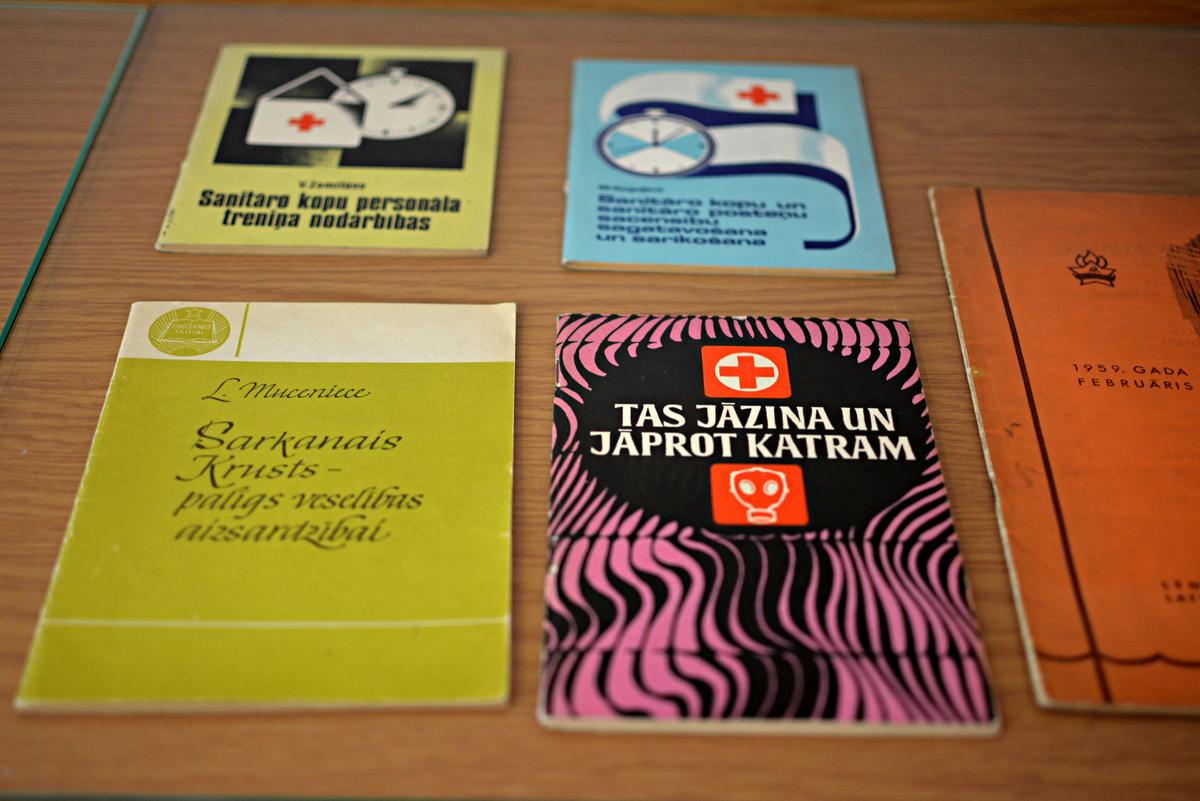 V. Zemītāns
Sanitāro kopu personāla
treniņa nodarbības
Sanitāro kopu un
sanitāro posteņu
sacensību
sagatavošana
un sarīkošana
ZINĀŠANAS
TAUTAI
L. Muceniece
Sarkanais
Krusts –
palīgs veselības
aizsardzībai
TAS JĀZINA UN
JĀPROT KATRAM
1959. GADA
FEBRUĀRIS